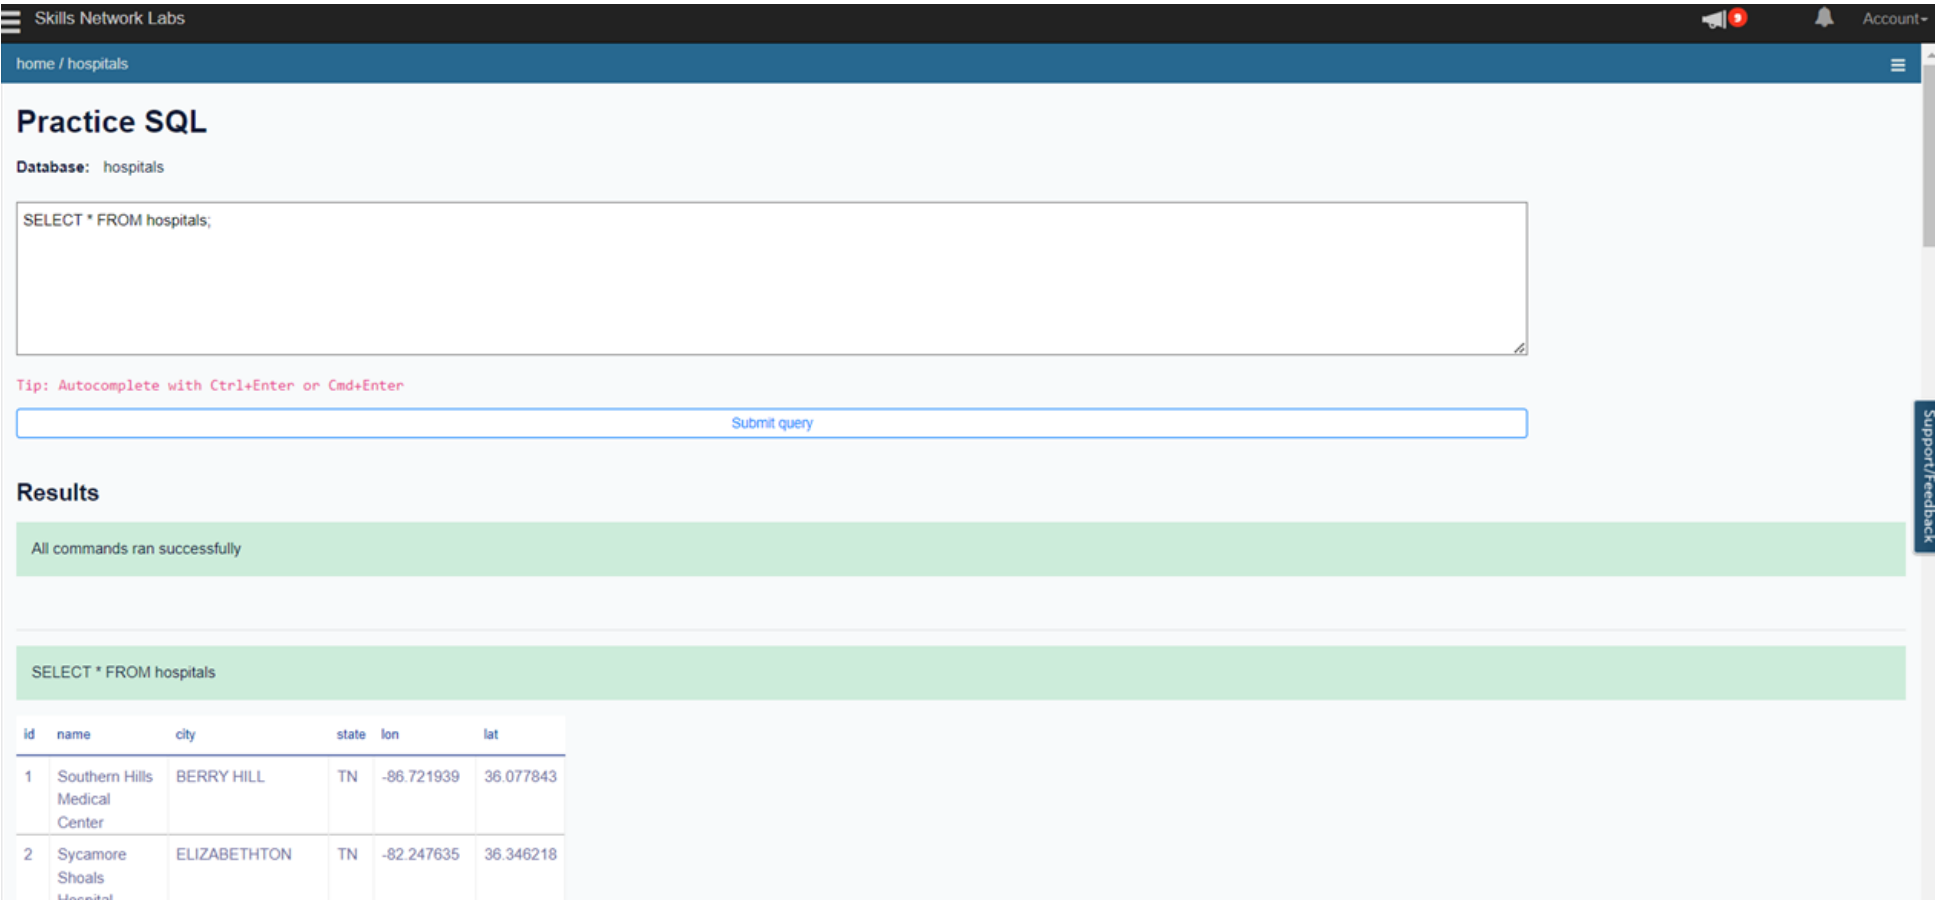 Skills Network Labs
Account
home / hospitals
Practice SQL
Database: hospitals
SELECT * FROM hospitals;
Tip: Autocomplete with Ctrl+Enter or Cmd+Enter
Submit query
Support/Feedback
Results
All commands ran successfully
SELECT * FROM hospitals
id name city state lon lat
1 Southern Hills BERRY HILL TN -86.721939 36.077843
Medical
Center
2 Sycamore ELIZABETHTON TN -82.247635 36.346218
Shoals
Hospital